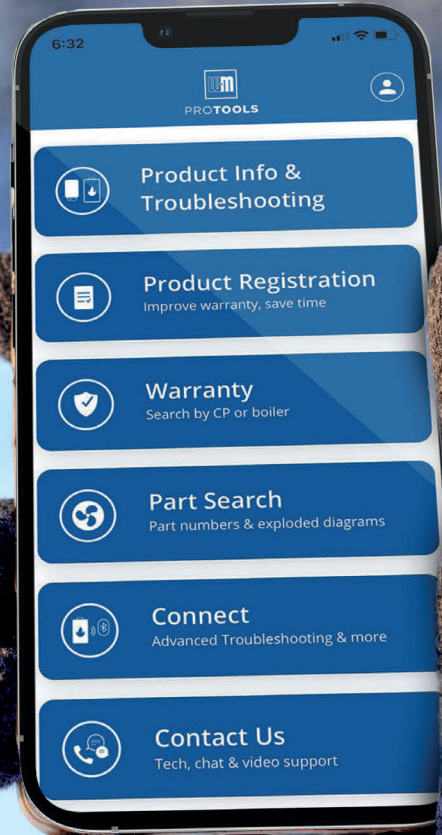 6:32
WM
PROTOOLS
Product Info &
Troubleshooting
Product Registration
Improve warranty, save time
Warranty
Search by CP or boiler
Part Search
Part numbers & exploded diagrams
Connect
Advanced Troubleshooting & more
Contact Us
Tech, chat & video support